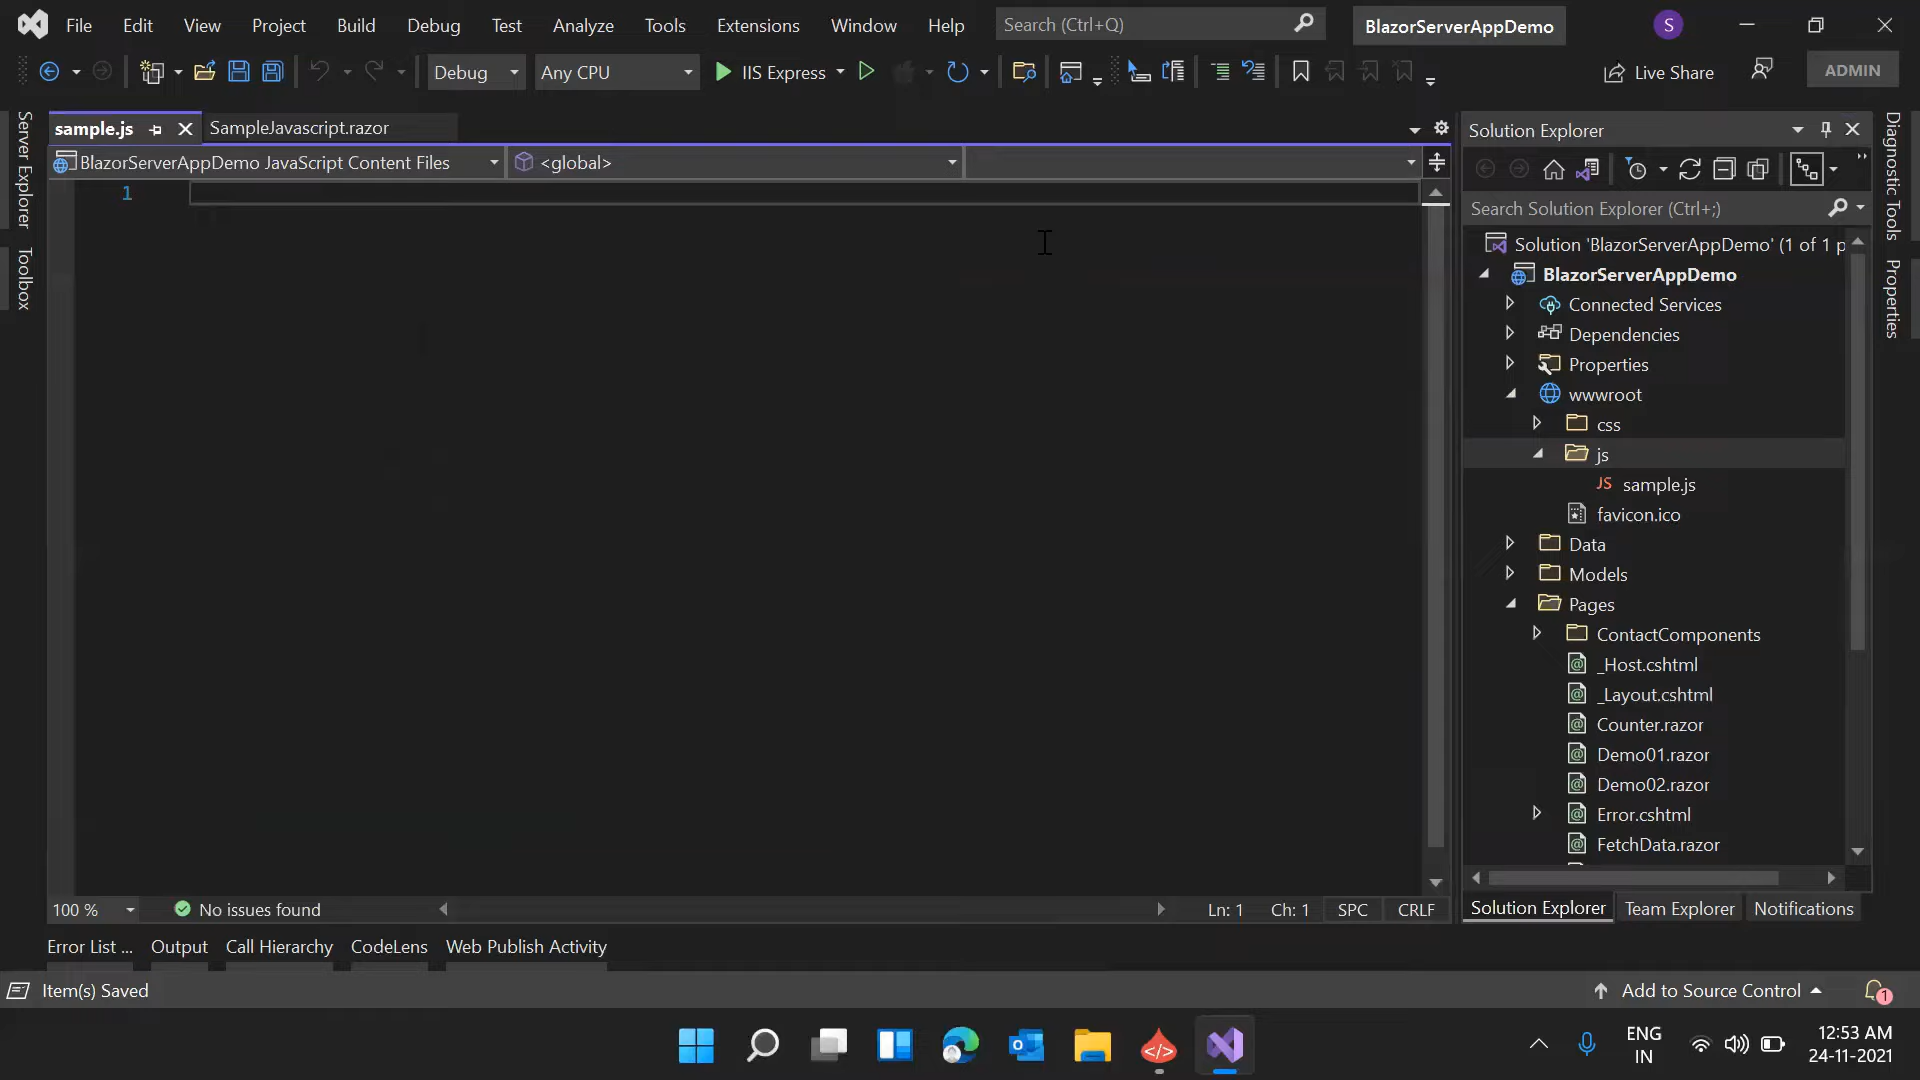 File Edit View Project Build Debug Test Analyze Tools Extensions Window Help Search (Ctrl+Q) BlazorServerAppDemo S
Debug Any CPU IIS Express Live Share ADMIN
Server Explorer
Toolbox
sample.js SampleJavascript.razor
BlazorServerAppDemo JavaScript Content Files <global>
1
Solution Explorer
Search Solution Explorer (Ctrl+;)
Solution 'BlazorServerAppDemo' (1 of 1 p
BlazorServerAppDemo
Connected Services
Dependencies
Properties
wwwroot
css
js
JS sample.js
favicon.ico
Data
Models
Pages
ContactComponents
_Host.cshtml
_Layout.cshtml
Counter.razor
Demo01.razor
Demo02.razor
Error.cshtml
FetchData.razor
Diagnostic Tools
Properties
100 % No issues found Ln: 1 Ch: 1 SPC CRLF
Solution Explorer Team Explorer Notifications
Error List ... Output Call Hierarchy CodeLens Web Publish Activity
Item(s) Saved Add to Source Control 1
ENG
IN
12:53 AM
24-11-2021